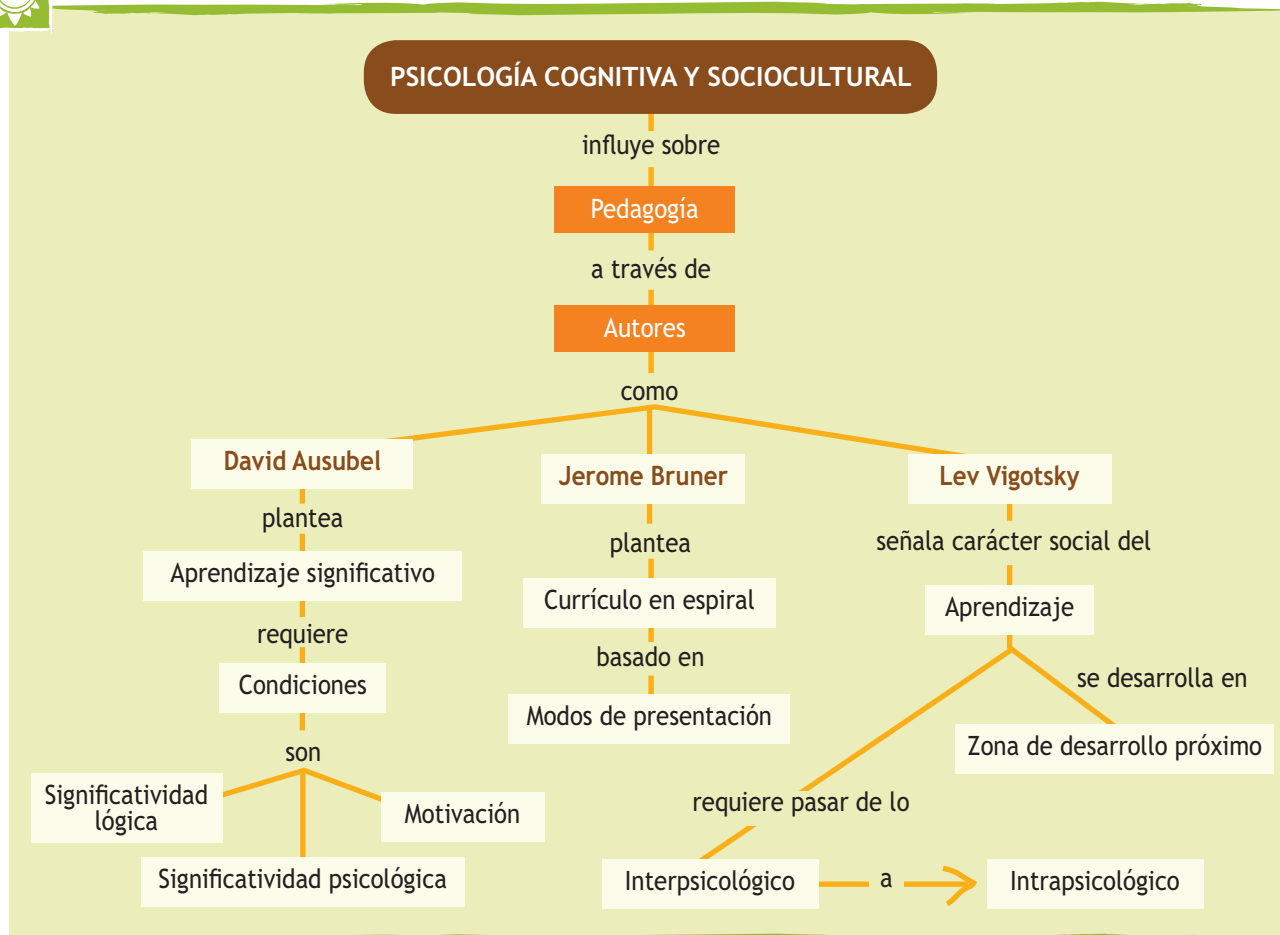 PSICOLOGÍA COGNITIVA Y SOCIOCULTURAL
influye sobre
Pedagogía
a través de
Autores
como
David Ausubel
plantea
Aprendizaje significativo
requiere
Condiciones
son
Significatividad
lógica
Significatividad psicológica
Motivación
Jerome Bruner
plantea
Currículo en espiral
basado en
Modos de presentación
Lev Vigotsky
señala carácter social del
Aprendizaje
se desarrolla en
Zona de desarrollo próximo
requiere pasar de lo
Interpsicológico
a
Intrapsicológico